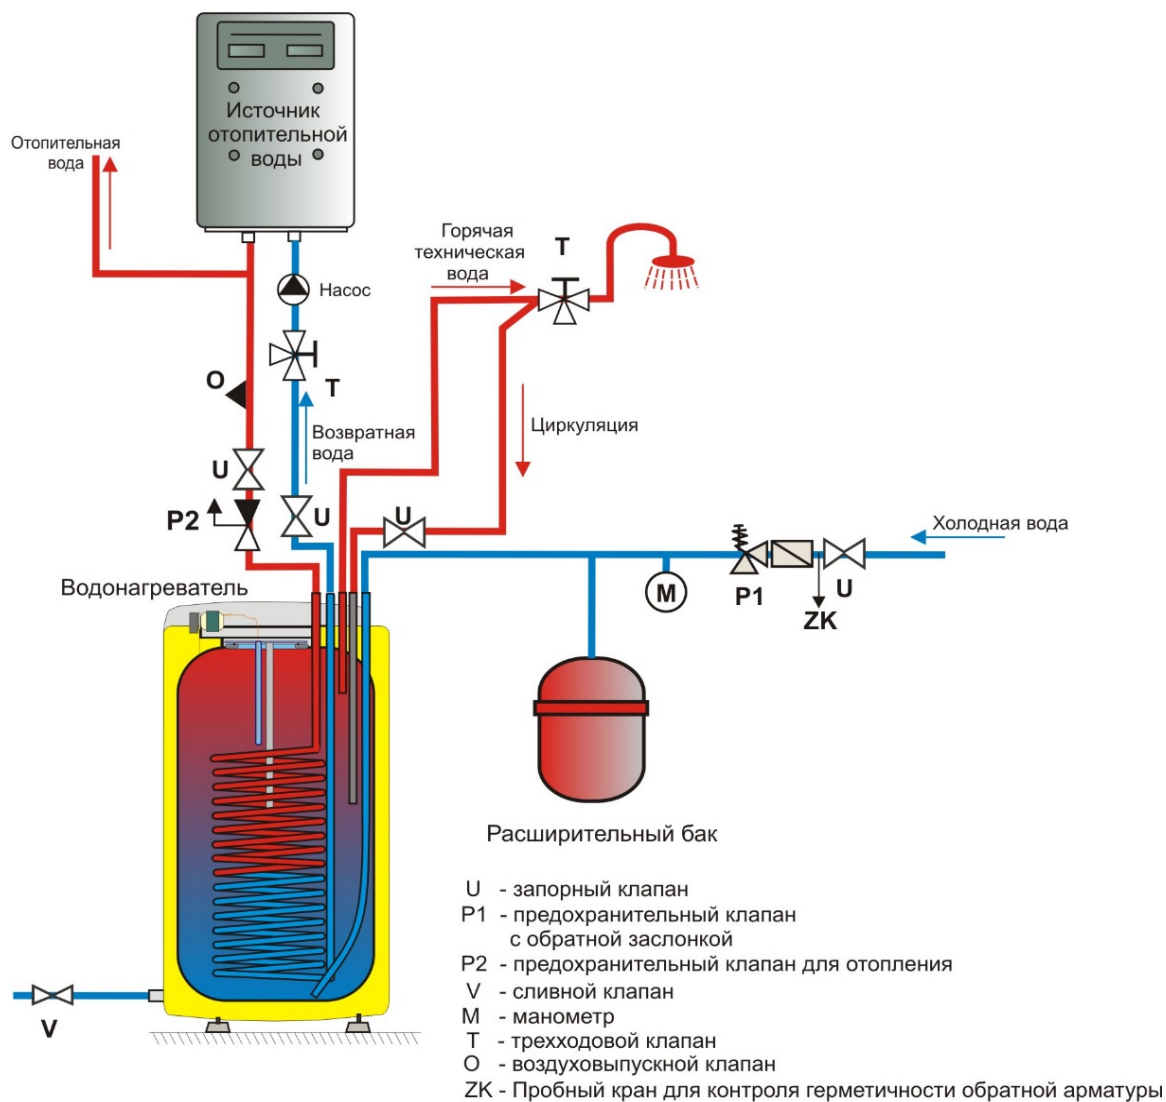 Источник
отопительной
воды
Отопительная
вода
Горячая
техническая
вода
T
Насос
O
T
Циркуляция
Возвратная
вода
U
P2
U
U
Холодная вода
M
P1
U
ZK
Водонагреватель
Расширительный бак
U - запорный клапан
P1 - предохранительный клапан
с обратной заслонкой
P2 - предохранительный клапан для отопления
V - сливной клапан
M - манометр
T - трехходовой клапан
O - воздуховыпускной клапан
ZK - Пробный кран для контроля герметичности обратной арматуры
V